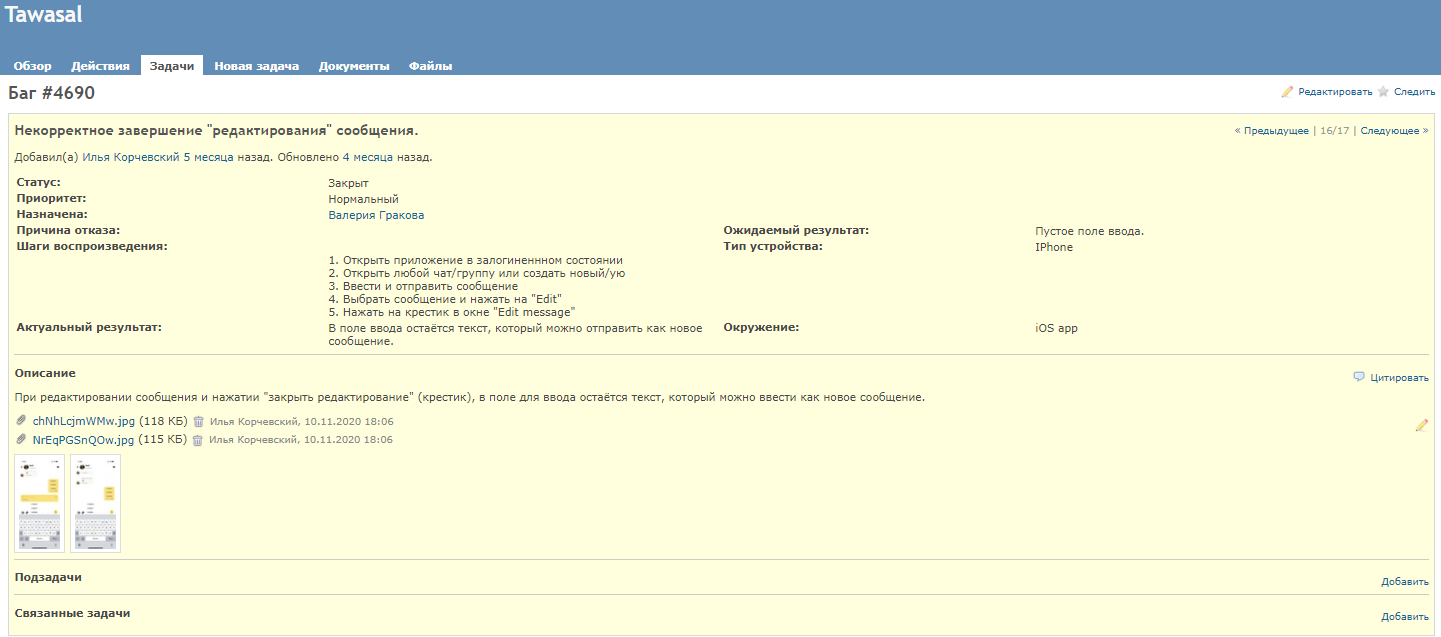 Tawasal
Обзор Действия Задачи Новая задача Документы Файлы
Баг #4690
Редактировать Следить
Некорректное завершение "редактирования" сообщения.
« Предыдущее | 16/17 | Следующее »
Добавил(а) Илья Корчевский 5 месяца назад. Обновлено 4 месяца назад.
Статус: Закрыт
Приоритет: Нормальный
Назначена: Валерия Гракова
Причина отказа: Ожидаемый результат: Пустое поле ввода.
Шаги воспроизведения: Тип устройства: IPhone
1. Открыть приложение в залогиненном состоянии
2. Открыть любой чат/группу или создать новый/ую
3. Ввести и отправить сообщение
4. Выбрать сообщение и нажать на "Edit"
5. Нажать на крестик в окне "Edit message"
Актуальный результат: В поле ввода остаётся текст, который можно отправить как новое Окружение: iOS app
сообщение.
Описание
Цитировать
При редактировании сообщения и нажатии "закрыть редактирование" (крестик), в поле для ввода остаётся текст, который можно ввести как новое сообщение.
chNhLcjmWMw.jpg (118 КБ) Илья Корчевский, 10.11.2020 18:06
NrEqPGSnQOw.jpg (115 КБ) Илья Корчевский, 10.11.2020 18:06
Подзадачи
Добавить
Связанные задачи
Добавить